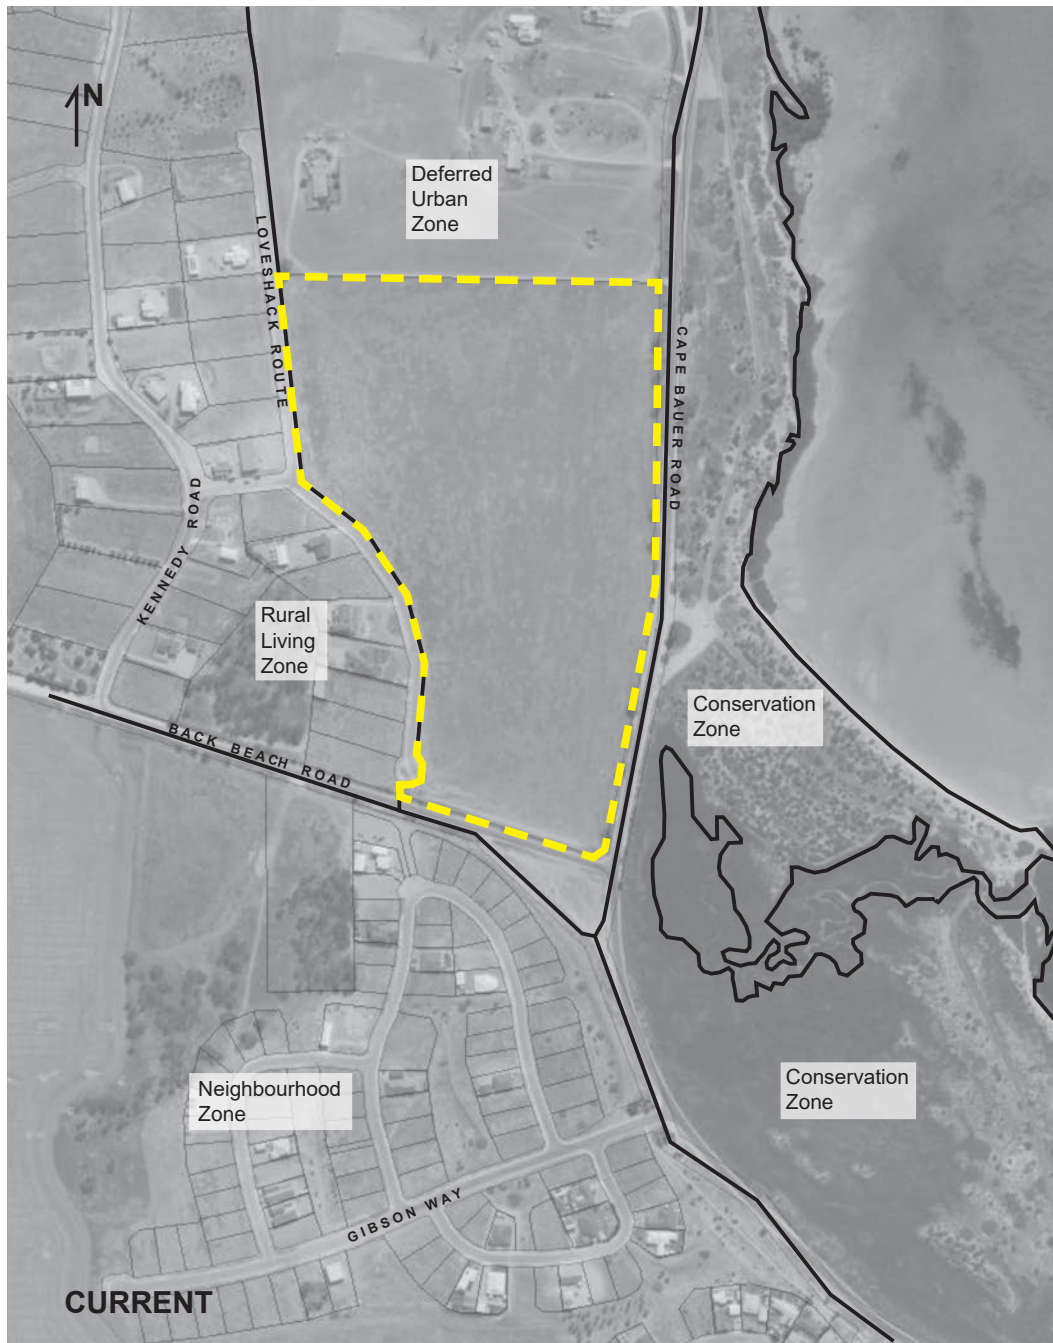 N
Deferred
Urban
Zone
LOVESHACK ROUTE
CAPE BAUER ROAD
KENNEDY ROAD
Rural
Living
Zone
Conservation
Zone
BACK BEACH ROAD
Neighbourhood
Zone
Conservation
Zone
GIBSON WAY
CURRENT